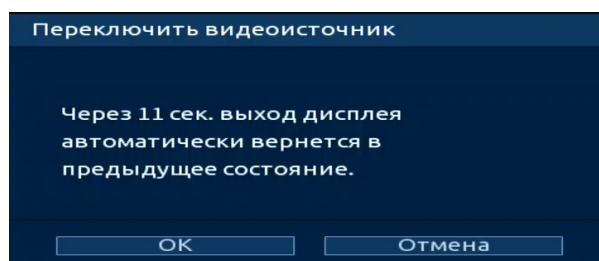 Переключить видеоисточник
Через 11 сек. выход дисплея
автоматически вернется в
предыдущее состояние.
OK
Отмена